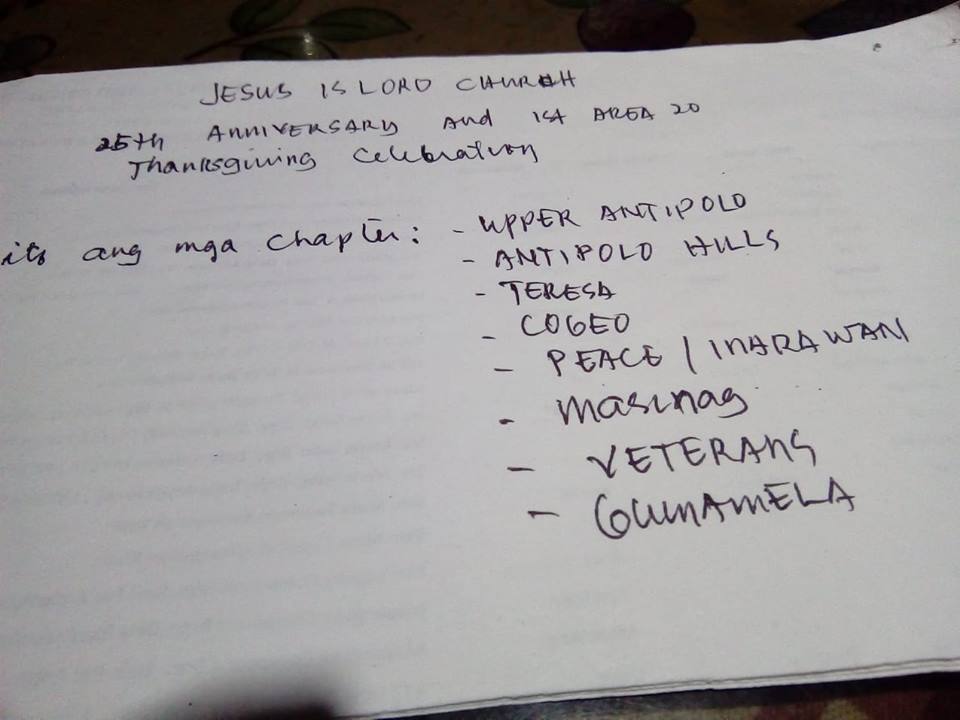 JESUS IS LORD CHURCH
25th ANNIVERSARY and 1st AREA 20
Thanksgiving Celebration
ito ang mga chapter: - UPPER ANTIPOLO
- ANTIPOLO HILLS
- TERESA
- COGEO
- PEACE / INARAWAN
- masinag
- VETERANS
- GUMAMELA